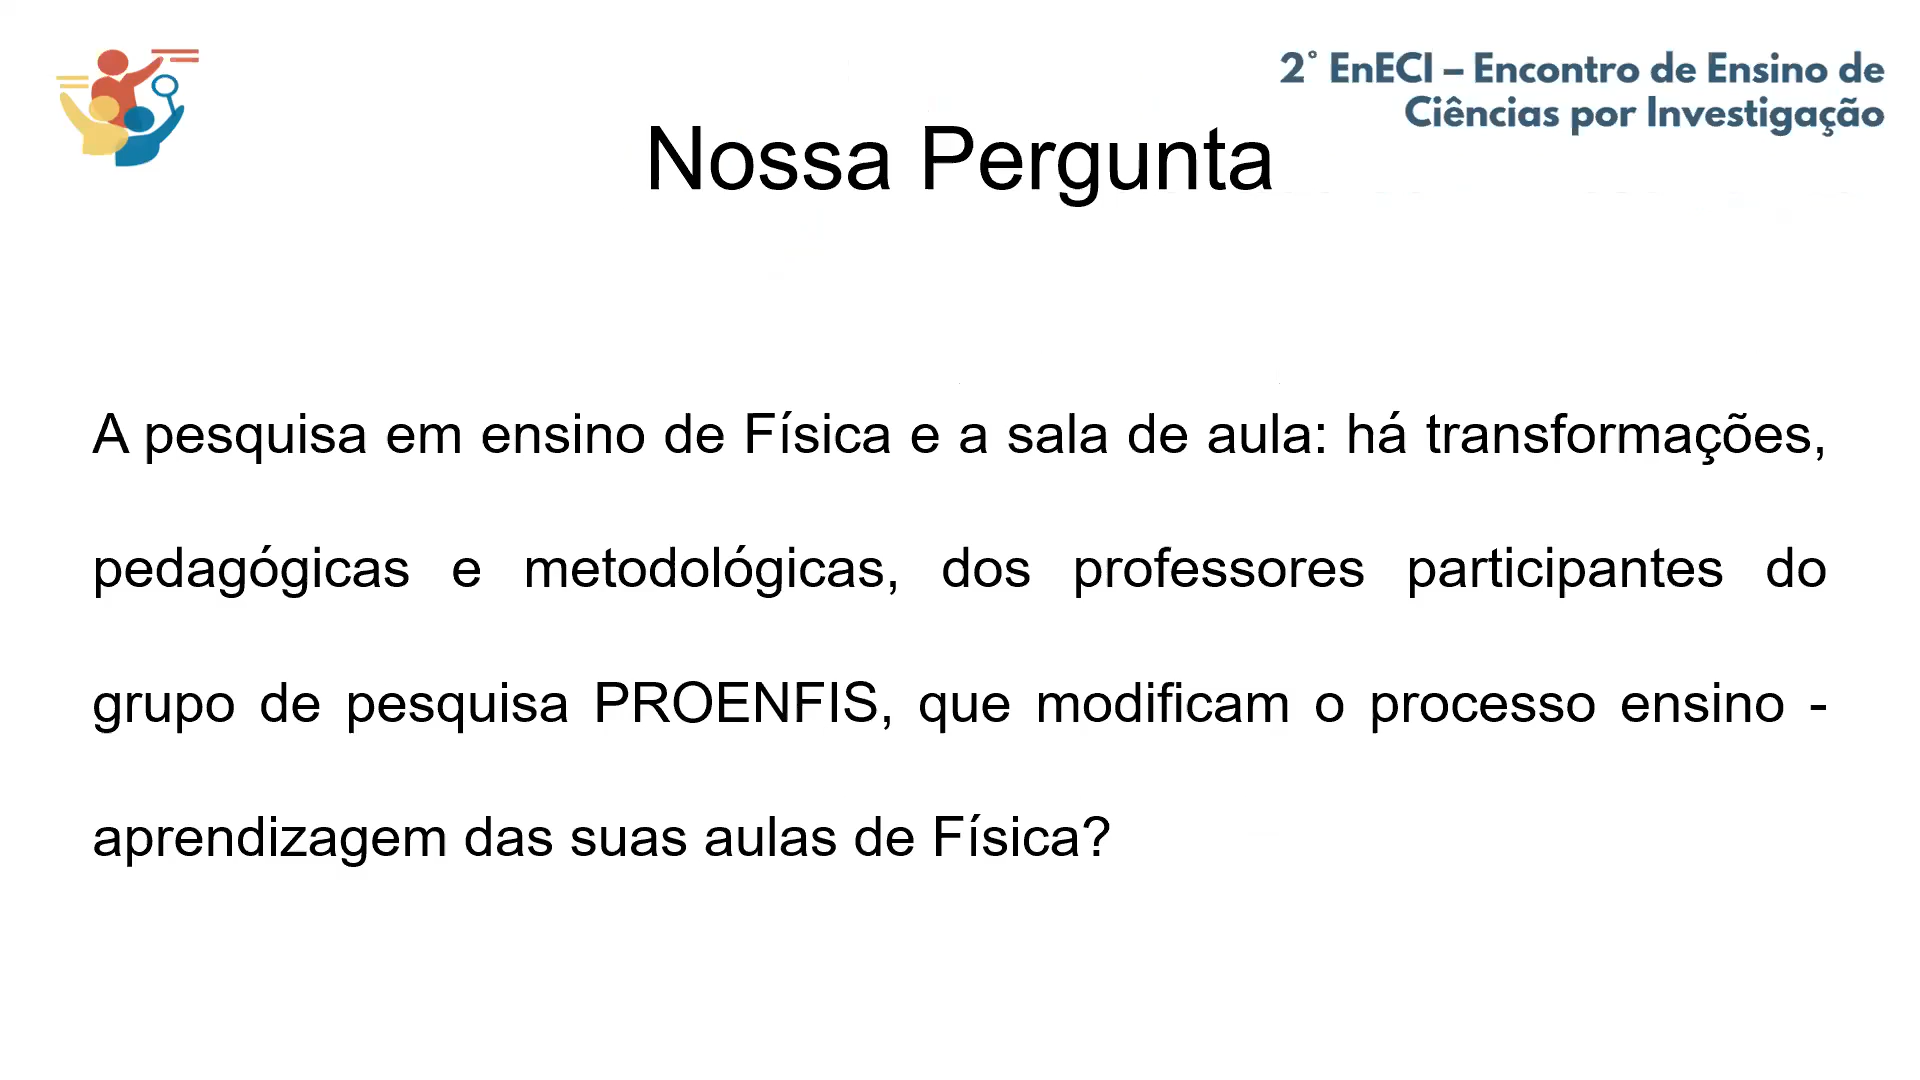 2° EnECI – Encontro de Ensino de
Ciências por Investigação
Nossa Pergunta
A pesquisa em ensino de Física e a sala de aula: há transformações,
pedagógicas e metodológicas, dos professores participantes do
grupo de pesquisa PROENFIS, que modificam o processo ensino -
aprendizagem das suas aulas de Física?